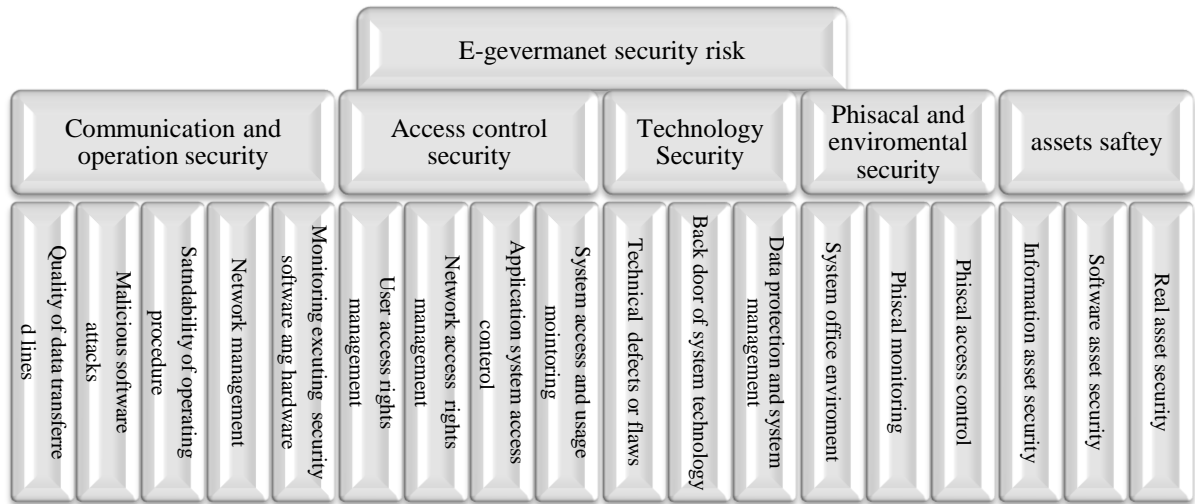 E-gevermanet security risk
Communication and
operation security
Access control
security
Technology
Security
Phisacal and
enviromental
security
assets saftey
Quality of data transferre
d lines
Malicious software
attacks
Satndability of operating
procedure
Network management
Monitoring excuting security
software ang hardware
User access rights
management
Network access rights
management
Application system access
conterol
System access and usage
mointoring
Technical defects or flaws
Back door of system technology
Data protection and system
management
System office enviroment
Phiscal monitoring
Phiscal access control
Information asset security
Software asset security
Real asset security